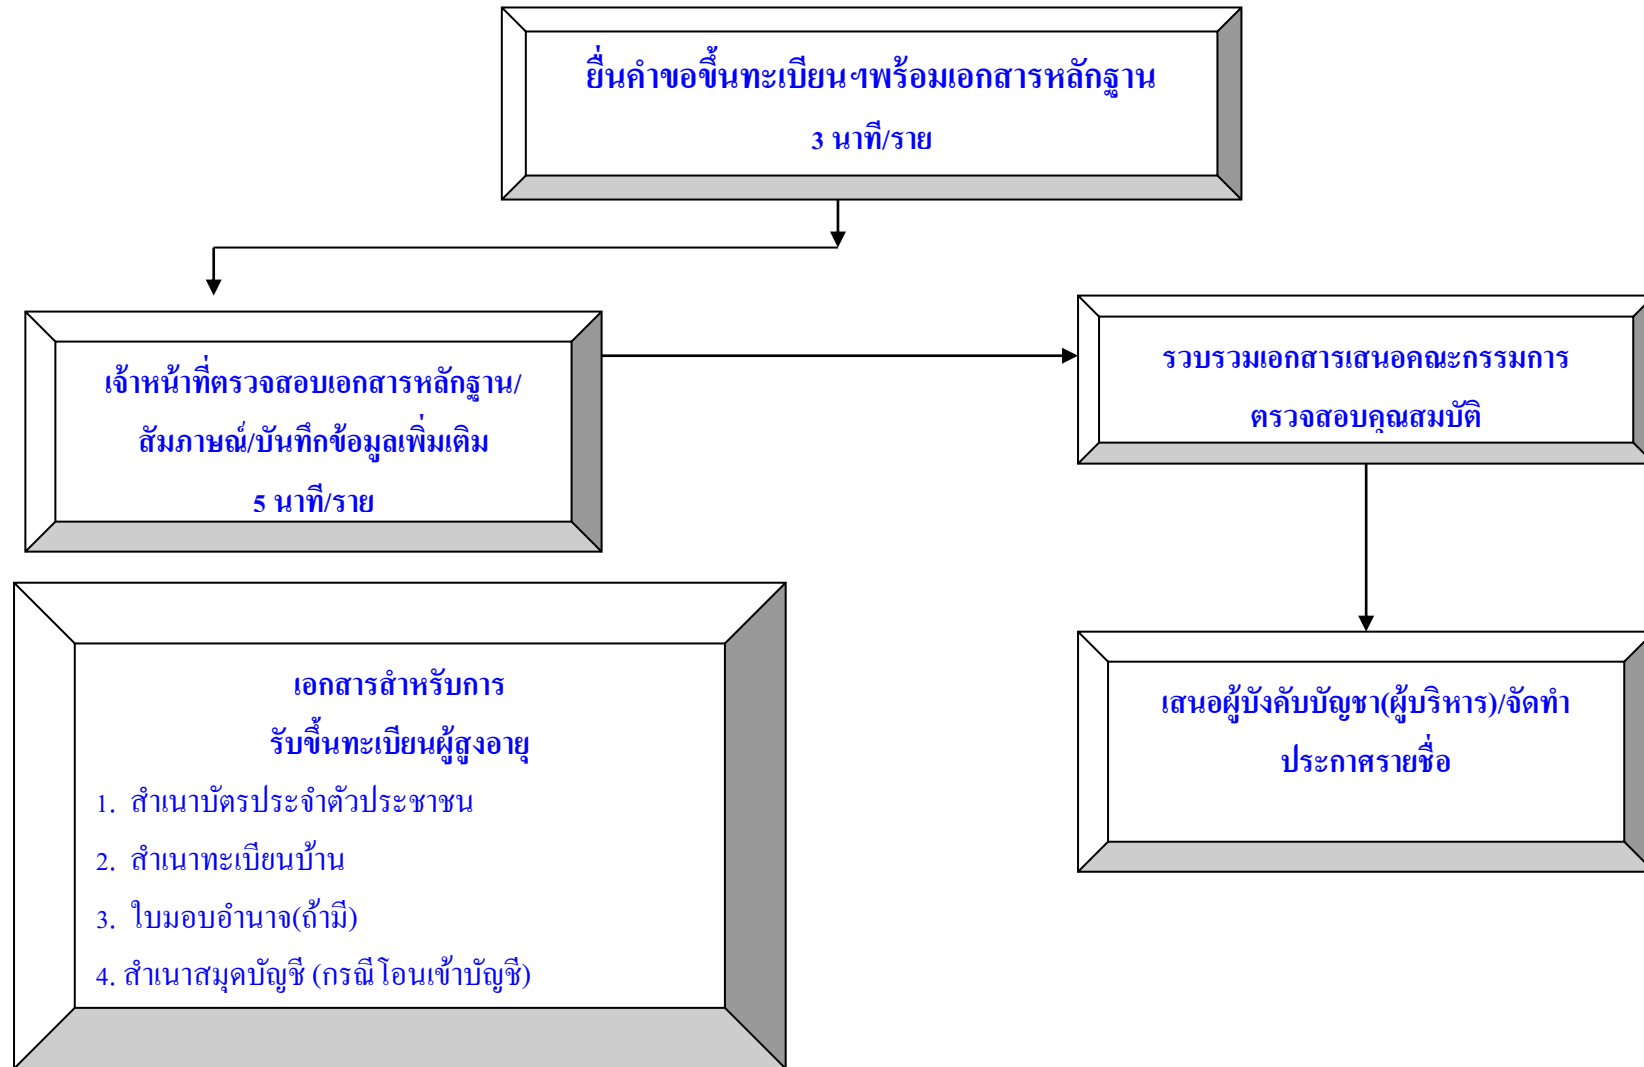 ยื่นคำขอขึ้นทะเบียนฯพร้อมเอกสารหลักฐาน
3 นาที/ราย
เจ้าหน้าที่ตรวจสอบเอกสารหลักฐาน/
สัมภาษณ์/บันทึกข้อมูลเพิ่มเติม
5 นาที/ราย
รวบรวมเอกสารเสนอคณะกรรมการ
ตรวจสอบคุณสมบัติ
เสนอผู้บังคับบัญชา(ผู้บริหาร)/จัดทำ
ประกาศรายชื่อ
เอกสารสำหรับการ
รับขึ้นทะเบียนผู้สูงอายุ
1. สำเนาบัตรประจำตัวประชาชน
2. สำเนาทะเบียนบ้าน
3. ใบมอบอำนาจ(ถ้ามี)
4. สำเนาสมุดบัญชี (กรณีโอนเข้าบัญชี)